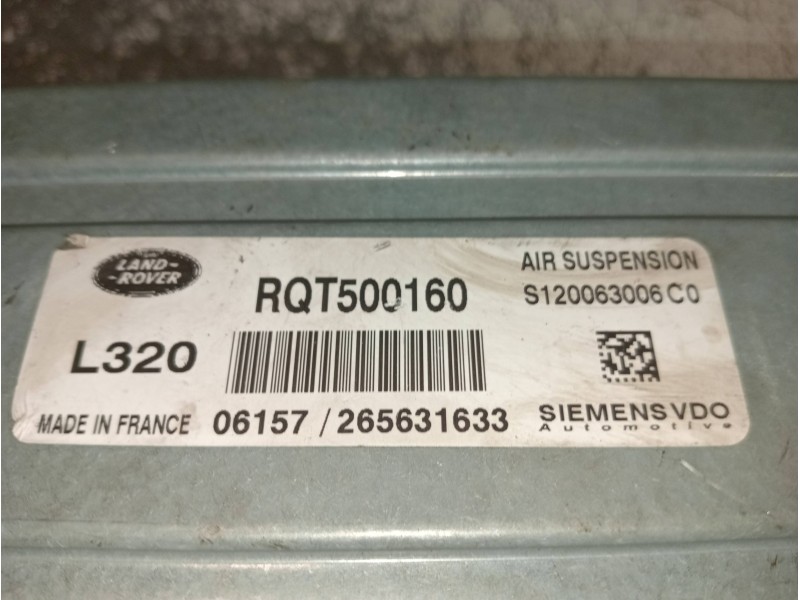 LAND-
-ROVER
RQT500160
AIR SUSPENSION
S120063006 C0
L320
MADE IN FRANCE
06157 / 265631633
SIEMENS VDO
Automotive